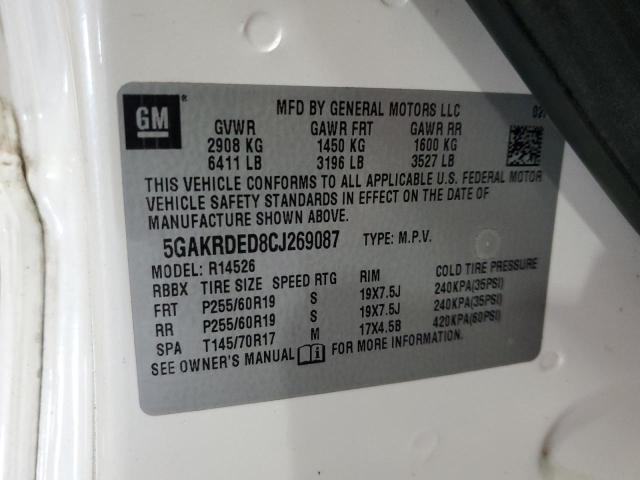 GM ®
MFD BY GENERAL MOTORS LLC
GVWR GAWR FRT GAWR RR
2908 KG 1450 KG 1600 KG
6411 LB 3196 LB 3527 LB
THIS VEHICLE CONFORMS TO ALL APPLICABLE U.S. FEDERAL MOTOR
VEHICLE SAFETY STANDARDS IN EFFECT ON THE DATE OF
MANUFACTURE SHOWN ABOVE.
5GAKRDED8CJ269087 TYPE: M.P.V.
MODEL: R14526
RBBX TIRE SIZE SPEED RTG RIM COLD TIRE PRESSURE
FRT P255/60R19 S 19X7.5J 240KPA(35PSI)
RR P255/60R19 S 19X7.5J 240KPA(35PSI)
SPA T145/70R17 M 17X4.5B 420KPA(60PSI)
SEE OWNER'S MANUAL i FOR MORE INFORMATION.